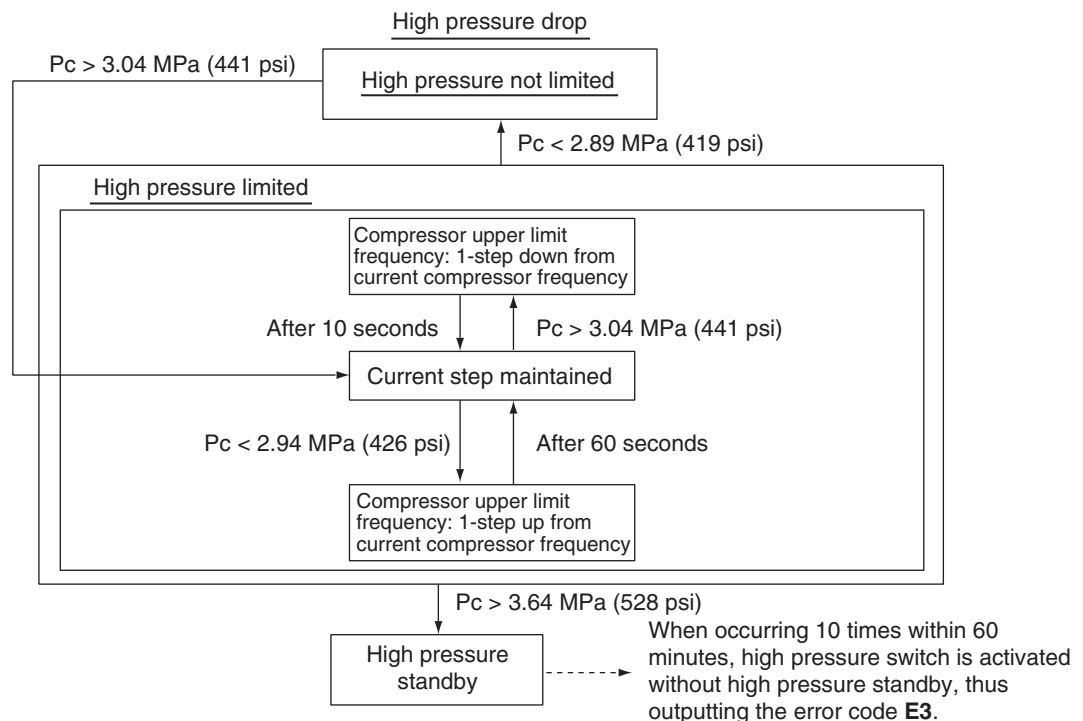 High pressure drop
Pc > 3.04 MPa (441 psi)
High pressure not limited
Pc < 2.89 MPa (419 psi)
High pressure limited
Compressor upper limit
frequency: 1-step down from
current compressor frequency
After 10 seconds
Pc > 3.04 MPa (441 psi)
Current step maintained
Pc < 2.94 MPa (426 psi)
After 60 seconds
Compressor upper limit
frequency: 1-step up from
current compressor frequency
Pc > 3.64 MPa (528 psi)
High pressure
standby
When occurring 10 times within 60
minutes, high pressure switch is activated
without high pressure standby, thus
outputting the error code E3.